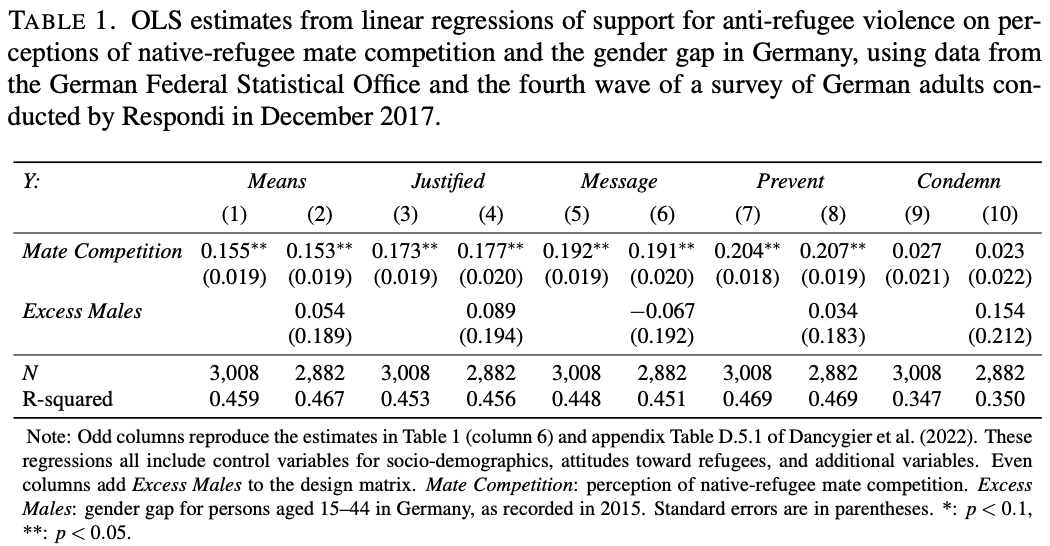 TABLE 1. OLS estimates from linear regressions of support for anti-refugee violence on per-
ceptions of native-refugee mate competition and the gender gap in Germany, using data from
the German Federal Statistical Office and the fourth wave of a survey of German adults con-
ducted by Respondi in December 2017.
Y: Means Justified Message Prevent Condemn
(1) (2) (3) (4) (5) (6) (7) (8) (9) (10)
Mate Competition 0.155** 0.153** 0.173** 0.177** 0.192** 0.191** 0.204** 0.207** 0.027 0.023
(0.019) (0.019) (0.019) (0.020) (0.019) (0.020) (0.018) (0.019) (0.021) (0.022)
Excess Males 0.054 0.089 −0.067 0.034 0.154
(0.189) (0.194) (0.192) (0.183) (0.212)
N 3,008 2,882 3,008 2,882 3,008 2,882 3,008 2,882 3,008 2,882
R-squared 0.459 0.467 0.453 0.456 0.448 0.451 0.469 0.469 0.347 0.350
Note: Odd columns reproduce the estimates in Table 1 (column 6) and appendix Table D.5.1 of Dancygier et al. (2022). These
regressions all include control variables for socio-demographics, attitudes toward refugees, and additional variables. Even
columns add Excess Males to the design matrix. Mate Competition: perception of native-refugee mate competition. Excess
Males: gender gap for persons aged 15–44 in Germany, as recorded in 2015. Standard errors are in parentheses. *: p < 0.1,
**: p < 0.05.